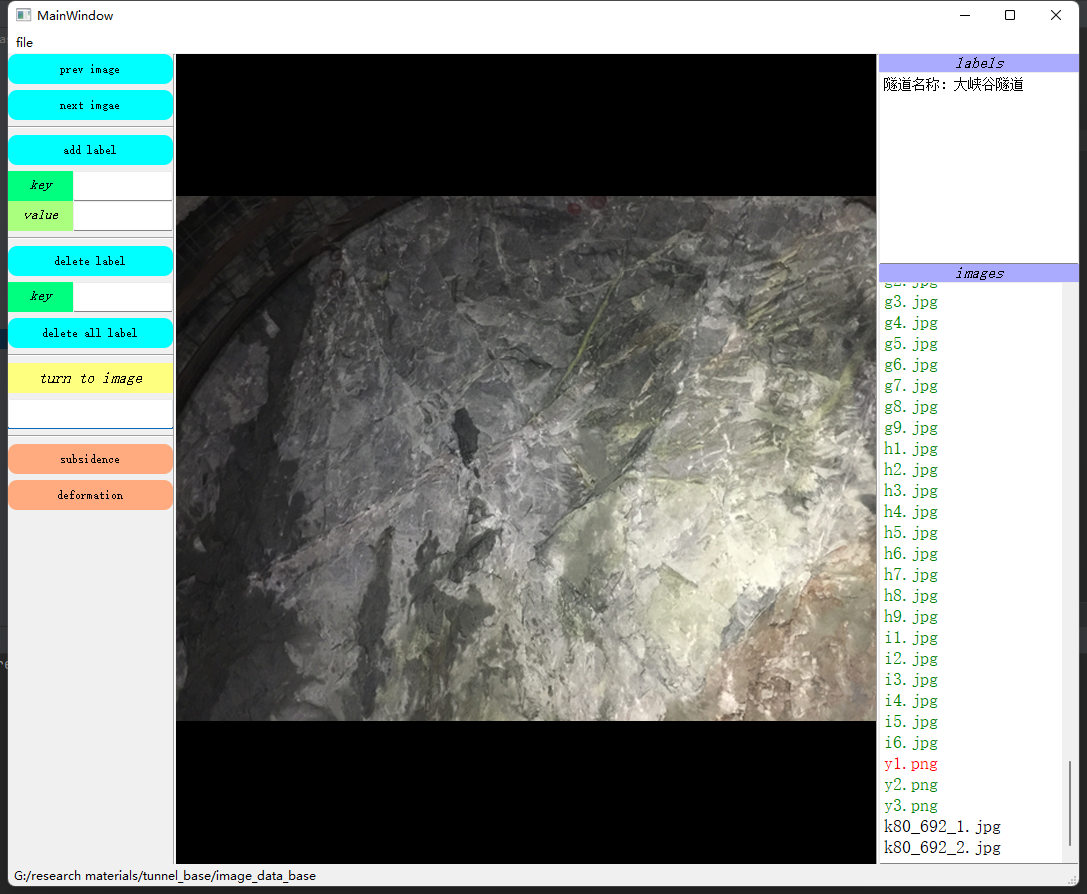 MainWindow
file
prev image
next imgae
add label
key
value
delete label
key
delete all label
turn to image
subsidence
deformation
labels
隧道名称: 大峡谷隧道
images
g2.jpg
g3.jpg
g4.jpg
g5.jpg
g6.jpg
g7.jpg
g8.jpg
g9.jpg
h1.jpg
h2.jpg
h3.jpg
h4.jpg
h5.jpg
h6.jpg
h7.jpg
h8.jpg
h9.jpg
i1.jpg
i2.jpg
i3.jpg
i4.jpg
i5.jpg
i6.jpg
y1.png
y2.png
y3.png
k80_692_1.jpg
k80_692_2.jpg
G:/research materials/tunnel_base/image_data_base